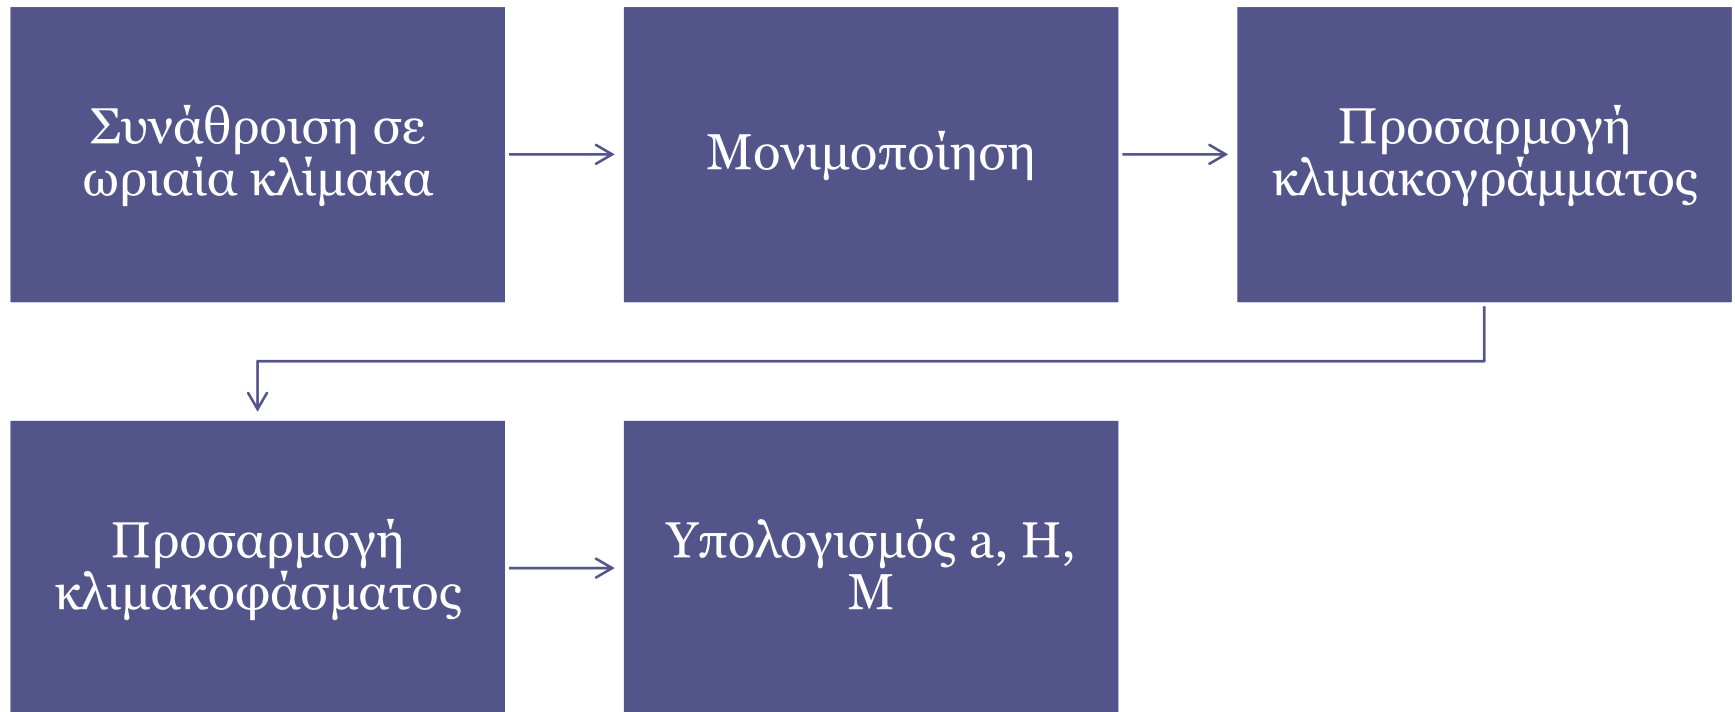 Συνάθροιση σε
ωριαία κλίμακα
Μονιμοποίηση
Προσαρμογή
κλιμακογράμματος
Προσαρμογή
κλιμακοφάσματος
Υπολογισμός a, H,
M